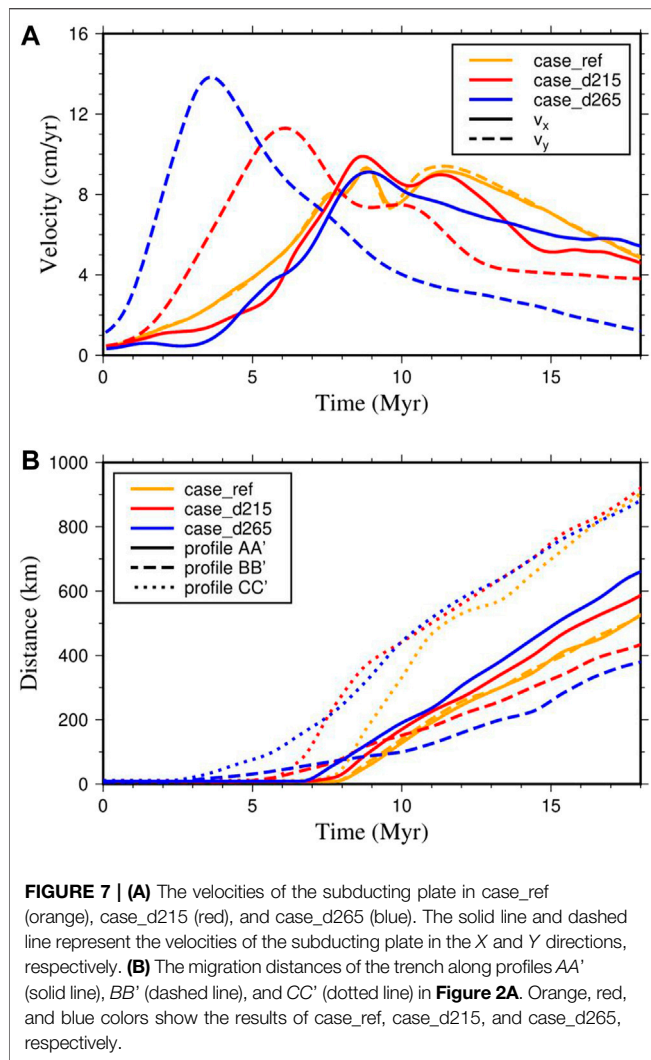 A
16
12
8
4
0
Velocity (cm/yr)
case_ref
case_d215
case_d265
v_x
v_y
0 5 10 15
Time (Myr)
B
1000
800
600
400
200
0
Distance (km)
case_ref
case_d215
case_d265
profile AA'
profile BB'
profile CC'
0 5 10 15
Time (Myr)
FIGURE 7 | (A) The velocities of the subducting plate in case_ref
(orange), case_d215 (red), and case_d265 (blue). The solid line and dashed
line represent the velocities of the subducting plate in the X and Y directions,
respectively. (B) The migration distances of the trench along profiles AA'
(solid line), BB' (dashed line), and CC' (dotted line) in Figure 2A. Orange, red,
and blue colors show the results of case_ref, case_d215, and case_d265,
respectively.